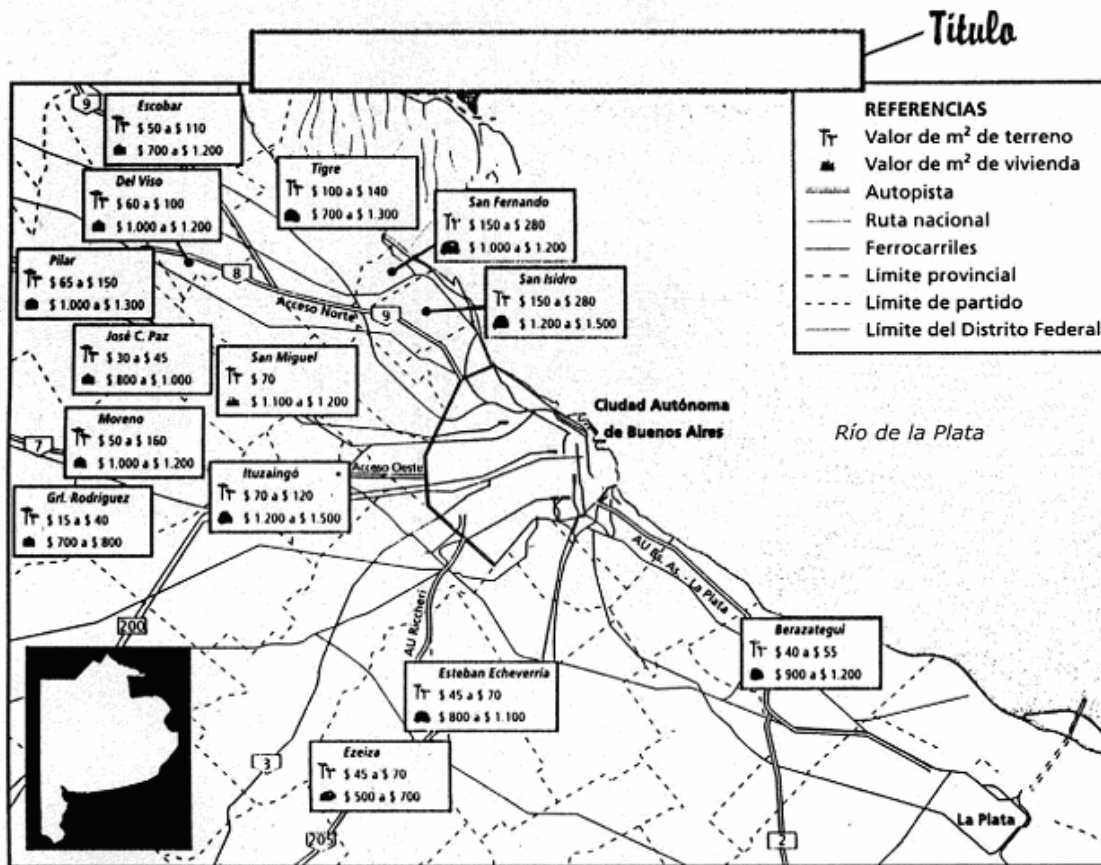 Título
REFERENCIAS
Valor de m² de terreno
Valor de m² de vivienda
Autopista
Ruta nacional
Ferrocarriles
Límite provincial
Límite de partido
Límite del Distrito Federal
9
Escobar
$ 50 a $ 110
$ 700 a $ 1.200
Del Viso
$ 60 a $ 100
$ 1.000 a $ 1.200
Tigre
$ 100 a $ 140
$ 700 a $ 1.300
San Fernando
$ 150 a $ 280
$ 1.000 a $ 1.200
Pilar
$ 65 a $ 150
$ 1.000 a $ 1.300
8
San Isidro
$ 150 a $ 280
$ 1.200 a $ 1.500
Acceso Norte
9
José C. Paz
$ 30 a $ 45
$ 800 a $ 1.000
San Miguel
$ 70
$ 1.100 a $ 1 200
Moreno
$ 50 a $ 160
$ 1.000 a $ 1.200
7
Ciudad Autónoma
de Buenos Aires
Río de la Plata
Ituzaingó
$ 70 a $ 120
$ 1.200 a $ 1.500
Acceso Oeste
Grl. Rodríguez
$ 15 a $ 40
$ 700 a $ 800
AU Bs. As. - La Plata
200
AU Riccheri
Berazategui
$ 40 a $ 55
$ 900 a $ 1.200
Esteban Echeverría
$ 45 a $ 70
$ 800 a $ 1.100
3
Ezeiza
$ 45 a $ 70
$ 500 a $ 700
205
2
La Plata